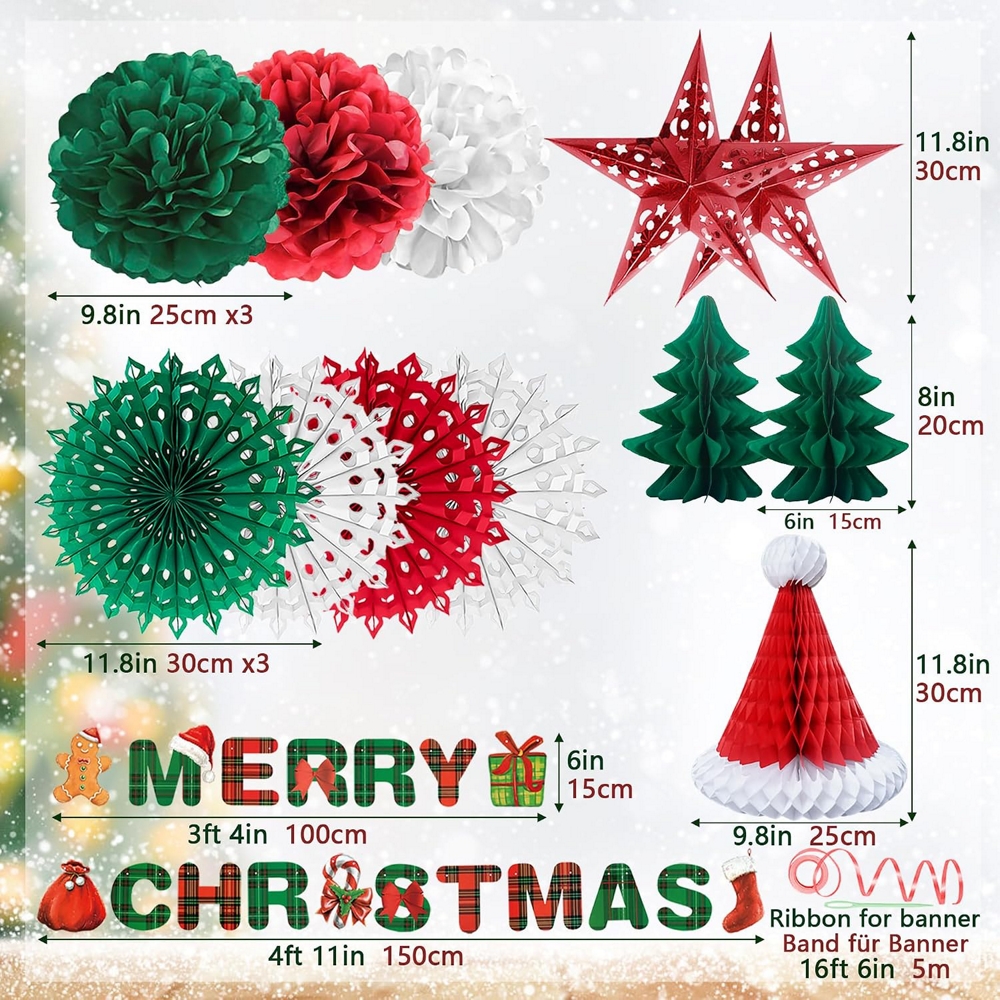 9.8in 25cm x3
11.8in
30cm
8in
20cm
6in 15cm
11.8in 30cm x3
11.8in
30cm
9.8in 25cm
MERRY
6in
15cm
3ft 4in 100cm
CHRISTMAS
4ft 11in 150cm
Ribbon for banner
Band für Banner
16ft 6in 5m